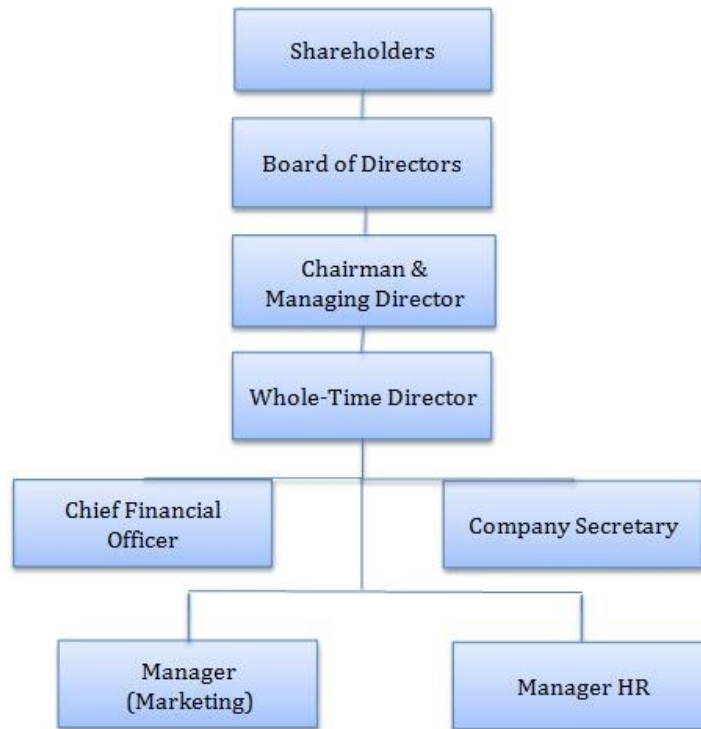 Shareholders
Board of Directors
Chairman &
Managing Director
Whole-Time Director
Chief Financial
Officer
Company Secretary
Manager
(Marketing)
Manager HR